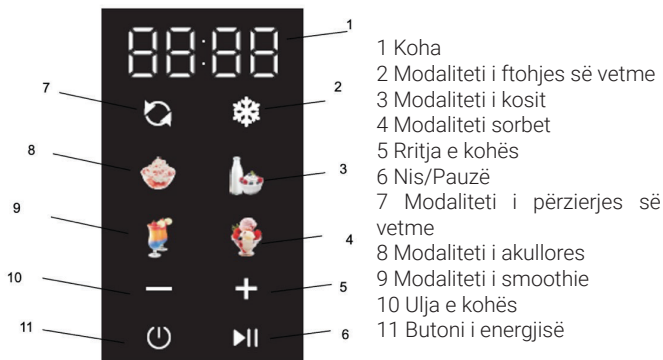 88:88
1
7
2
8
3
9
4
10
5
11
6
1 Koha
2 Modaliteti i ftohjes së vetme
3 Modaliteti i kosit
4 Modaliteti sorbet
5 Rritja e kohës
6 Nis/Pauzë
7 Modaliteti i përzierjes së
vetme
8 Modaliteti i akullores
9 Modaliteti i smoothie
10 Ulja e kohës
11 Butoni i energjisë